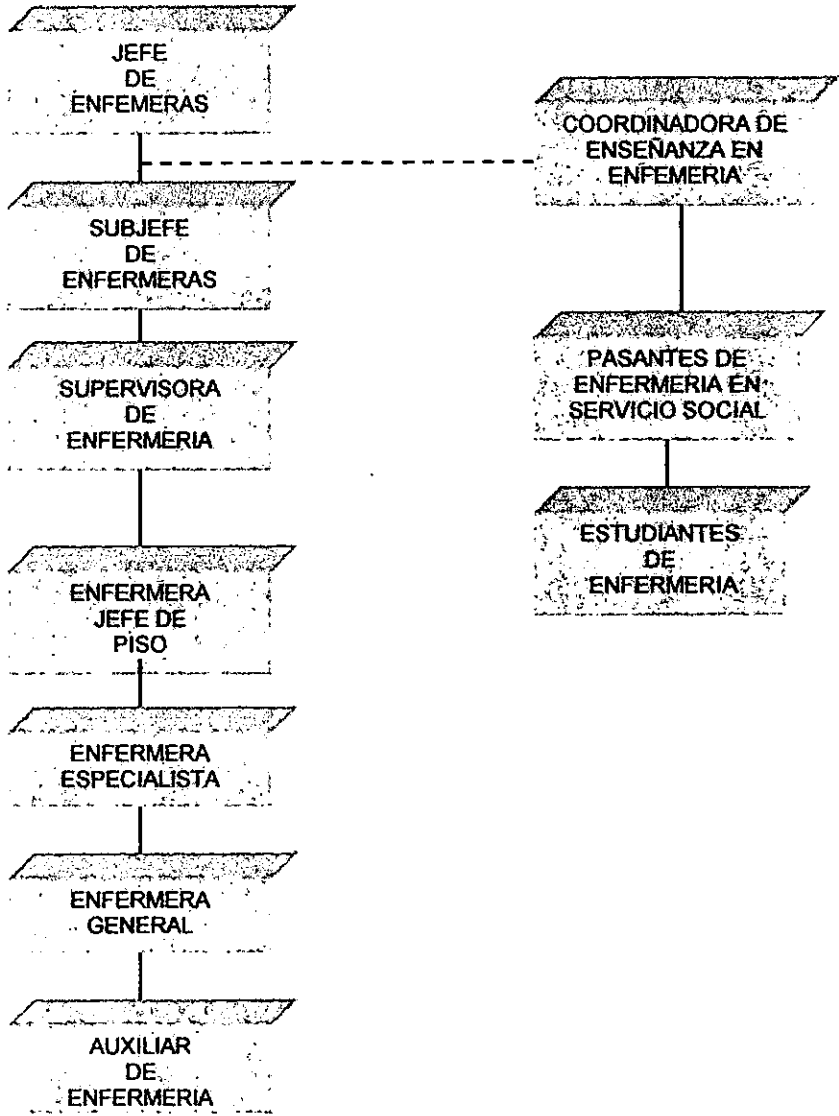 JEFE
DE
ENFEMERAS
COORDINADORA DE
ENSEÑANZA EN
ENFEMERIA
SUBJEFE
DE
ENFERMERAS
PASANTES DE
ENFERMERIA EN
SERVICIO SOCIAL
SUPERVISORA
DE
ENFERMERIA
ESTUDIANTES
DE
ENFERMERIA
ENFERMERA
JEFE DE
PISO
ENFERMERA
ESPECIALISTA
ENFERMERA
GENERAL
AUXILIAR
DE
ENFERMERIA